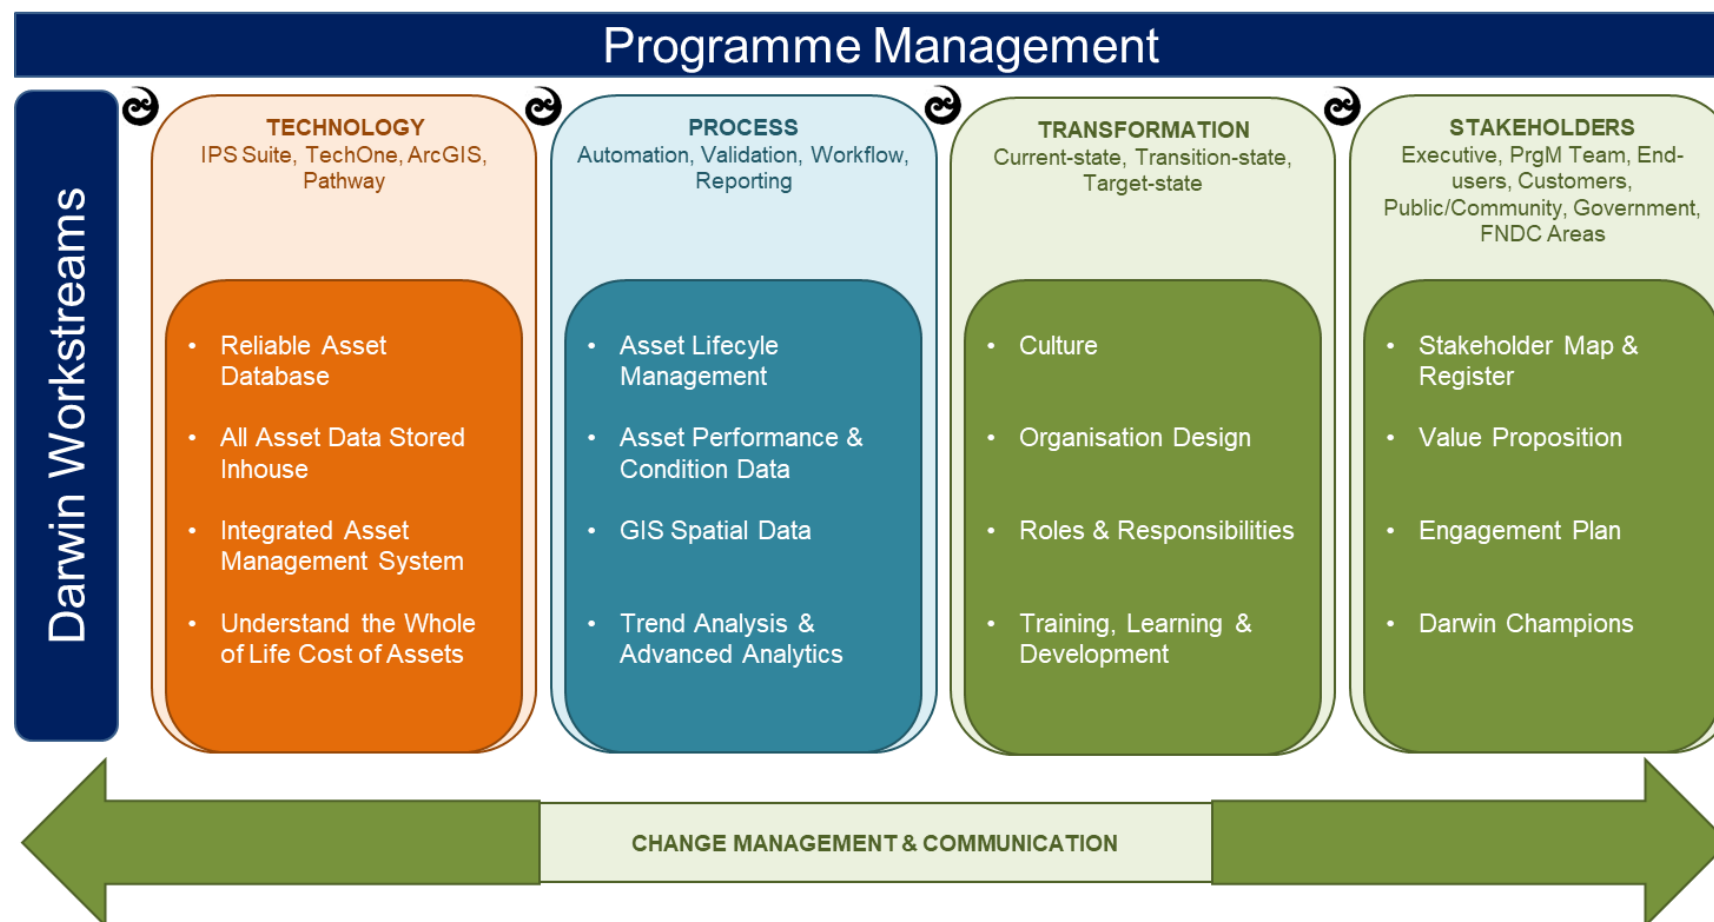 Programme Management
Darwin Workstreams
TECHNOLOGY
IPS Suite, TechOne, ArcGIS,
Pathway
• Reliable Asset
Database
• All Asset Data Stored
Inhouse
• Integrated Asset
Management System
• Understand the Whole
of Life Cost of Assets
PROCESS
Automation, Validation, Workflow,
Reporting
• Asset Lifecyle
Management
• Asset Performance &
Condition Data
• GIS Spatial Data
• Trend Analysis &
Advanced Analytics
TRANSFORMATION
Current-state, Transition-state,
Target-state
• Culture
• Organisation Design
• Roles & Responsibilities
• Training, Learning &
Development
STAKEHOLDERS
Executive, PrgM Team, End-
users, Customers,
Public/Community, Government,
FNDC Areas
• Stakeholder Map &
Register
• Value Proposition
• Engagement Plan
• Darwin Champions
CHANGE MANAGEMENT & COMMUNICATION